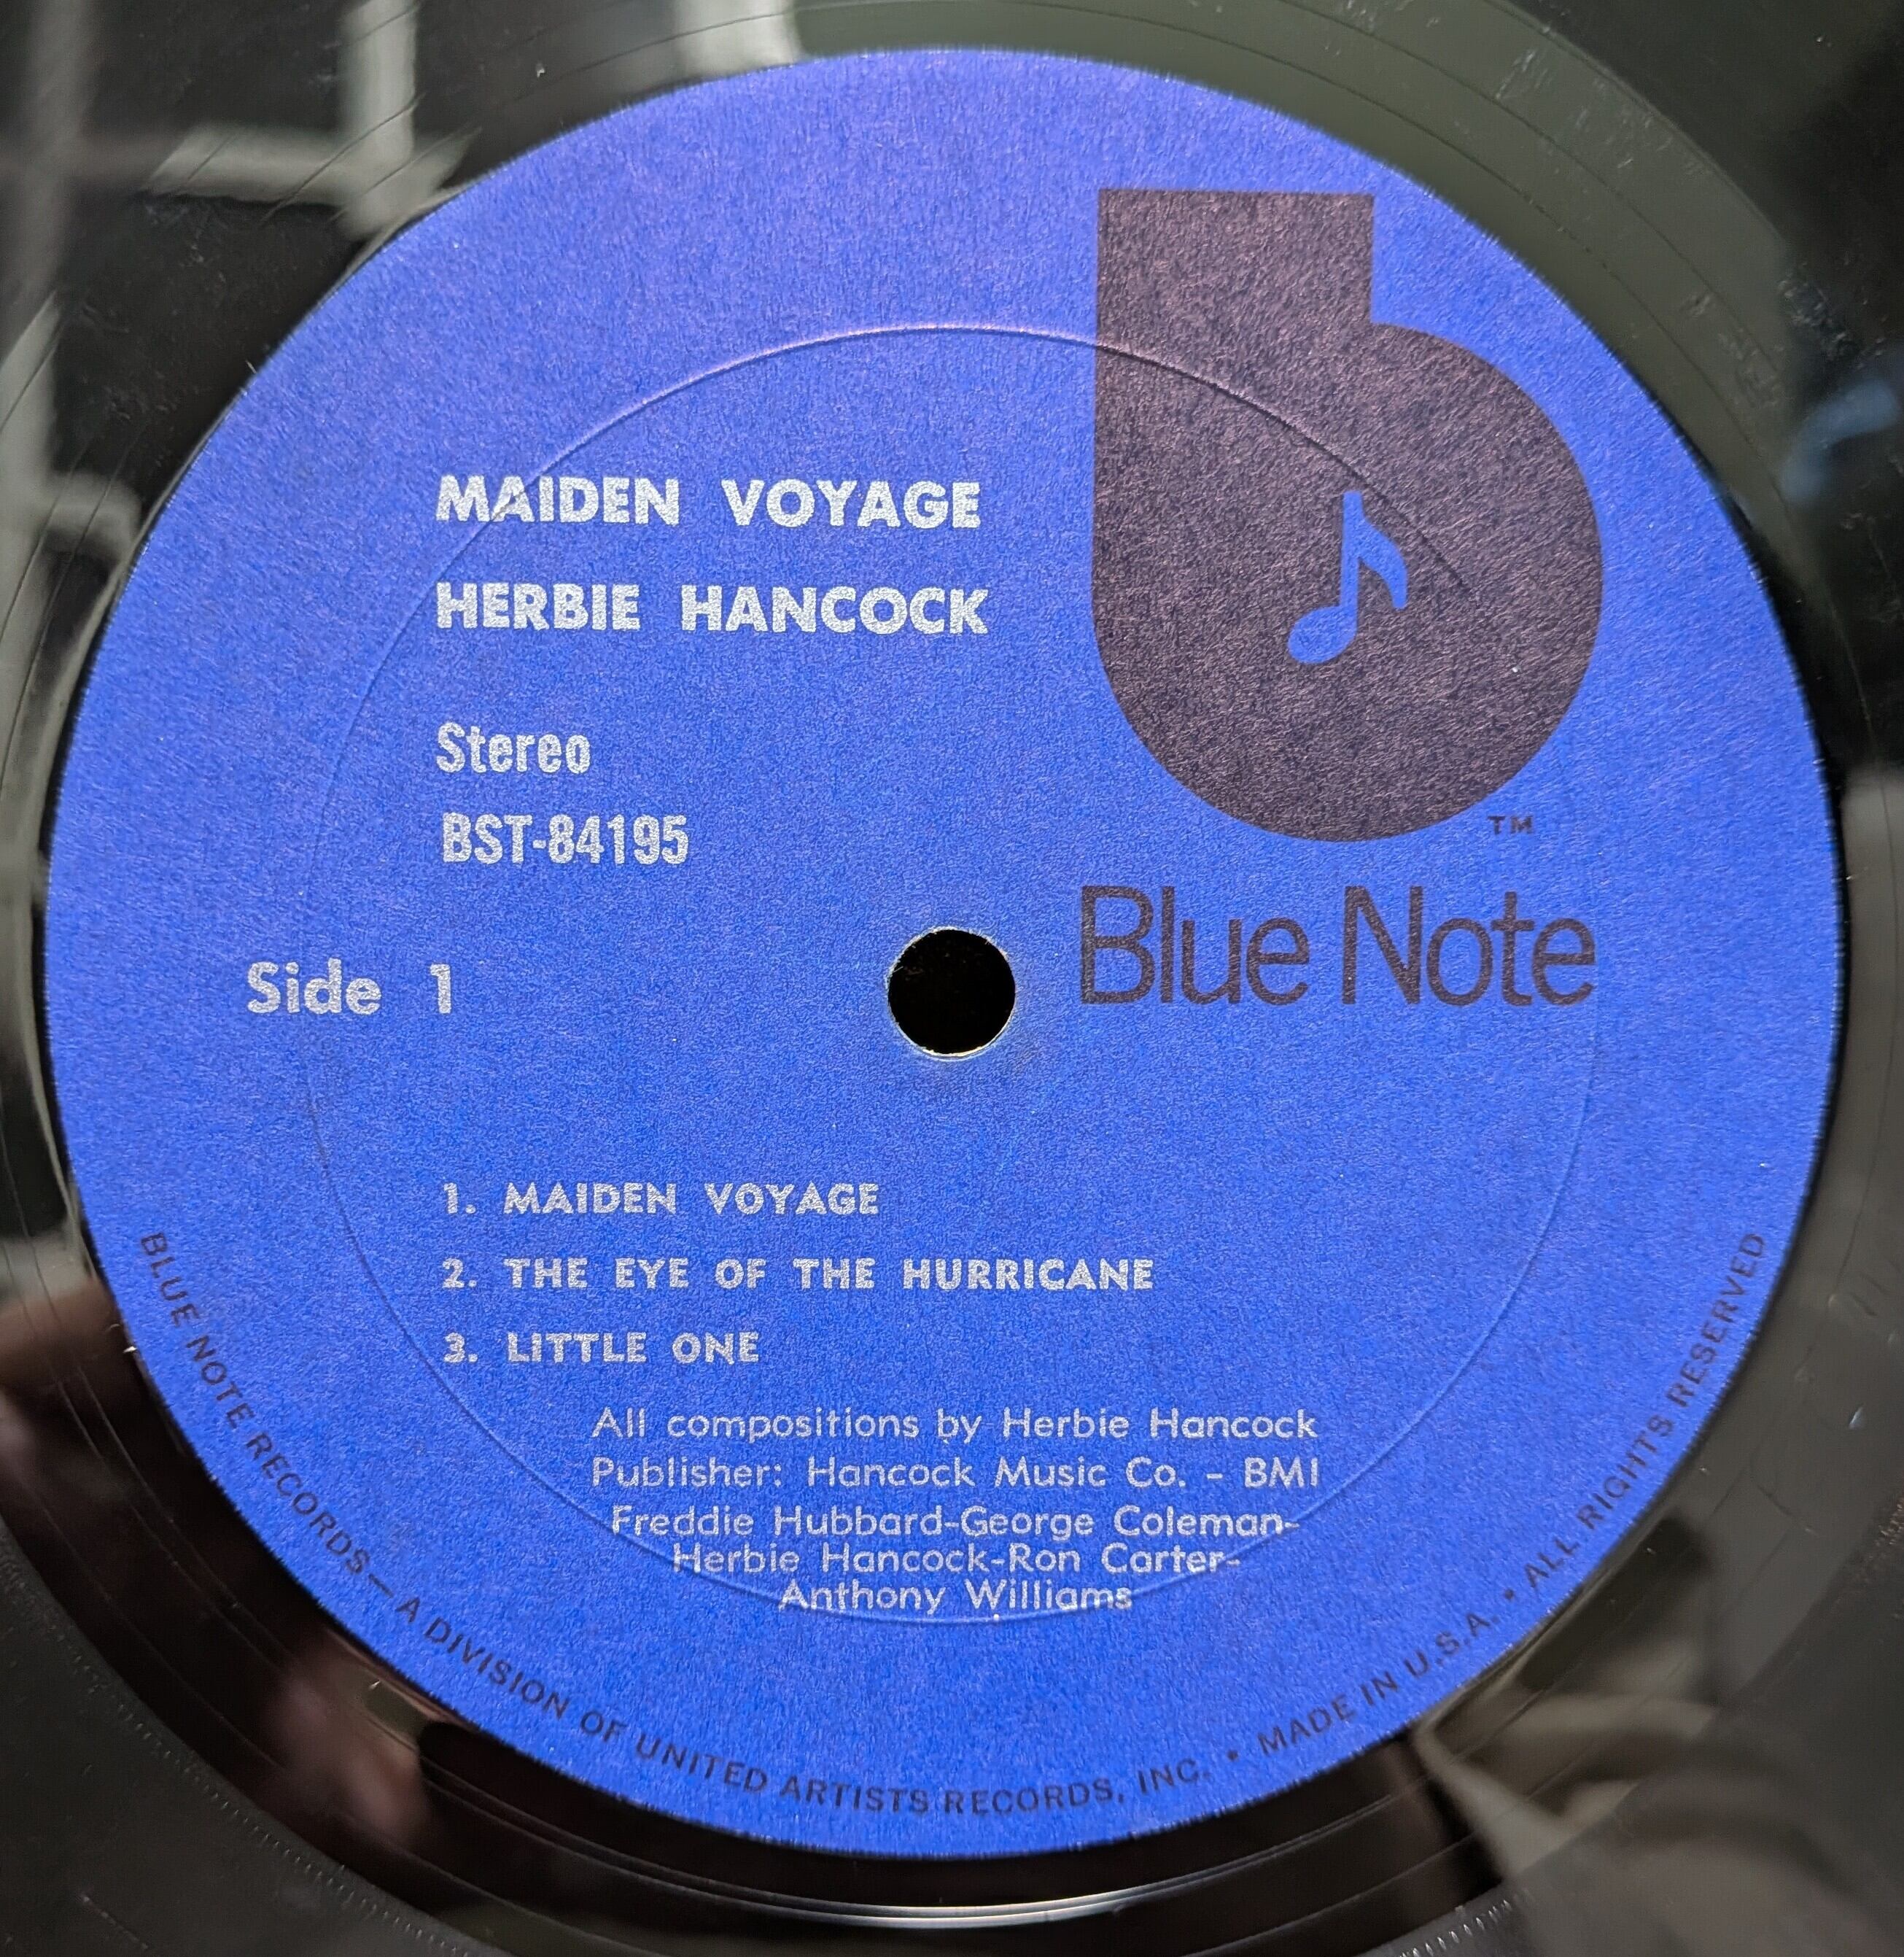 MAIDEN VOYAGE
HERBIE HANCOCK
Stereo
BST-84195
TM
Blue Note
Side 1
1. MAIDEN VOYAGE
2. THE EYE OF THE HURRICANE
3. LITTLE ONE
All compositions by Herbie Hancock
Publisher: Hancock Music Co. - BMI
Freddie Hubbard-George Coleman-
Herbie Hancock-Ron Carter-
Anthony Williams
BLUE NOTE RECORDS—A DIVISION OF UNITED ARTISTS RECORDS, INC. • MADE IN U.S.A. • ALL RIGHTS RESERVED